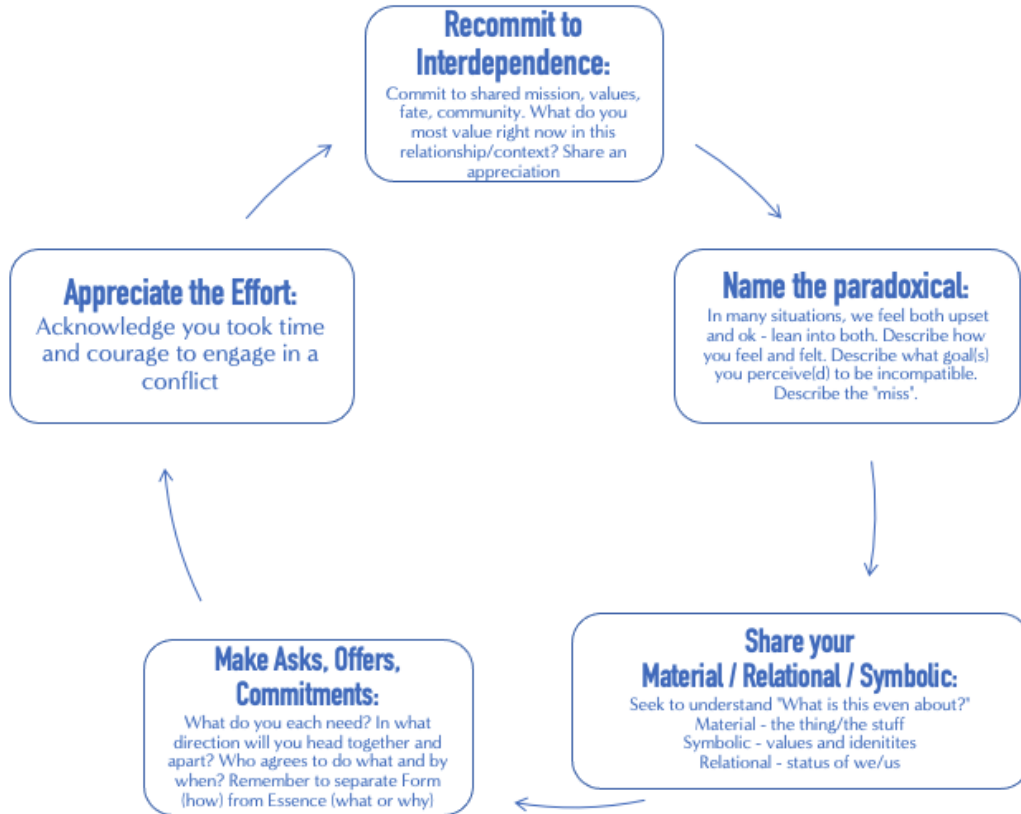 Recommit to
Interdependence:
Commit to shared mission, values,
fate, community. What do you
most value right now in this
relationship/context? Share an
appreciation
Name the paradoxical:
In many situations, we feel both upset
and ok - lean into both. Describe how
you feel and felt. Describe what goal(s)
you perceive(d) to be incompatible.
Describe the "miss".
Share your
Material / Relational / Symbolic:
Seek to understand "What is this even about?"
Material - the thing/the stuff
Symbolic - values and idenitites
Relational - status of we/us
Make Asks, Offers,
Commitments:
What do you each need? In what
direction will you head together and
apart? Who agrees to do what and by
when? Remember to separate Form
(how) from Essence (what or why)
Appreciate the Effort:
Acknowledge you took time
and courage to engage in a
conflict